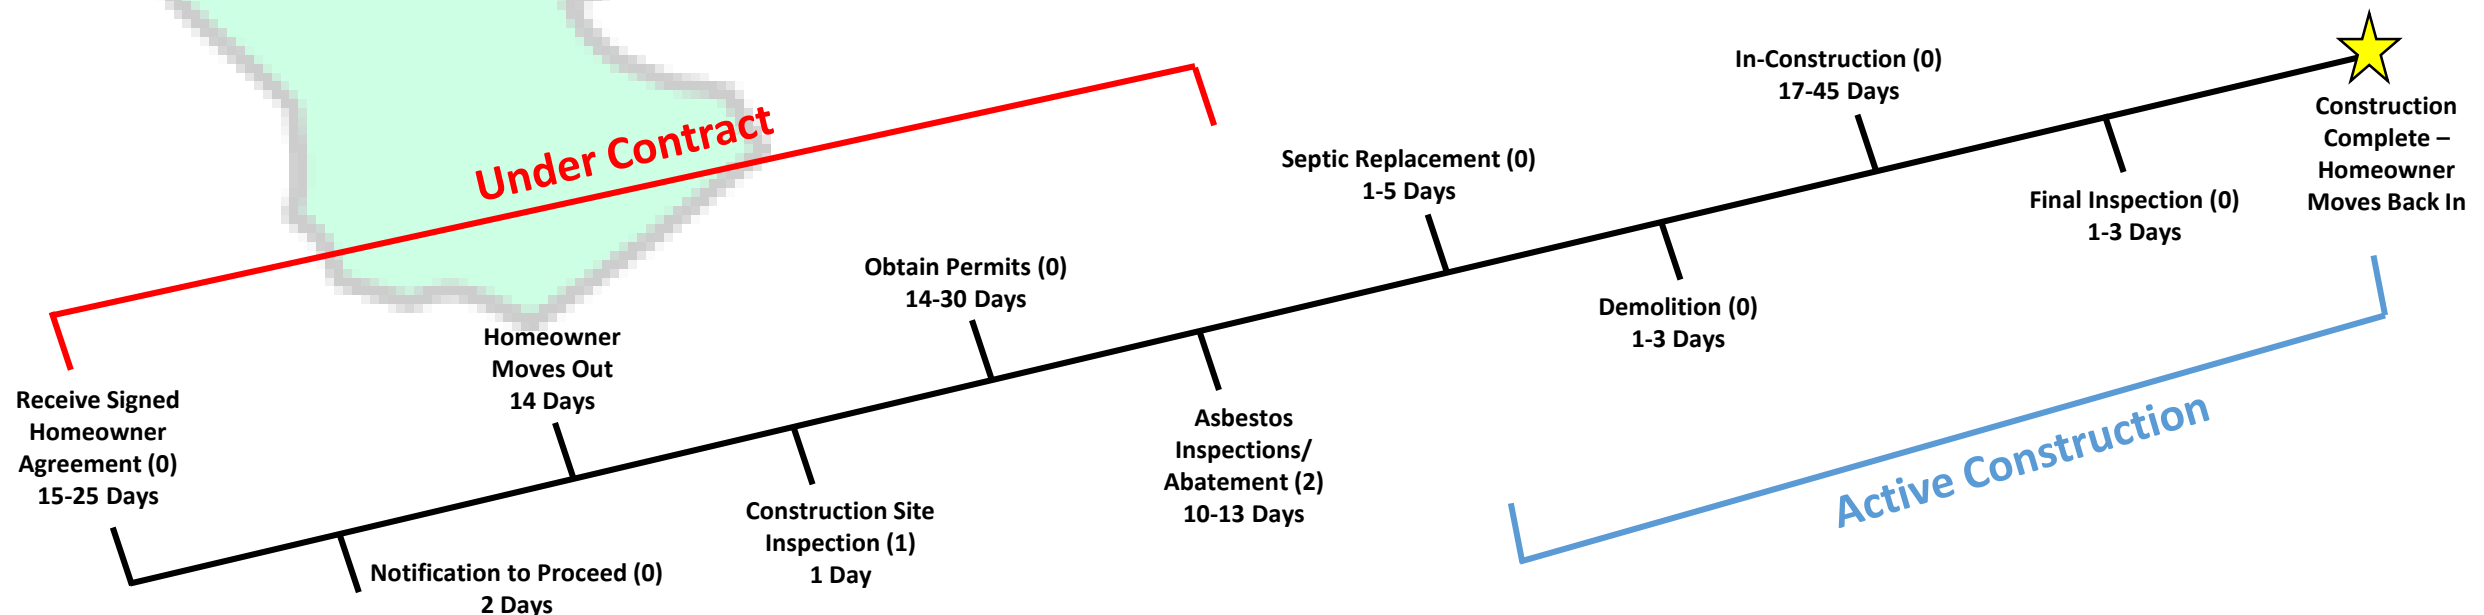 Under Contract
Receive Signed
Homeowner
Agreement (0)
15-25 Days
Notification to Proceed (0)
2 Days
Homeowner
Moves Out
14 Days
Construction Site
Inspection (1)
1 Day
Obtain Permits (0)
14-30 Days
Asbestos
Inspections/
Abatement (2)
10-13 Days
Septic Replacement (0)
1-5 Days
Demolition (0)
1-3 Days
In-Construction (0)
17-45 Days
Final Inspection (0)
1-3 Days
Construction
Complete –
Homeowner
Moves Back In
Active Construction